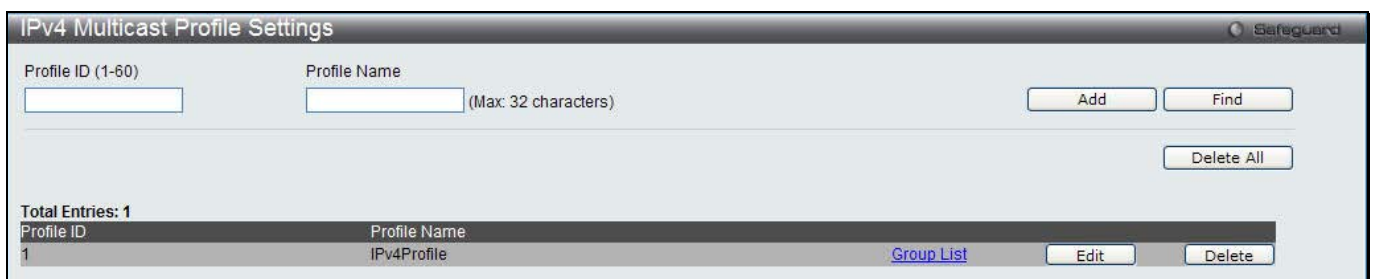 IPv4 Multicast Profile Settings
Safeguard
Profile ID (1-60) Profile Name
(Max: 32 characters) Add Find
Delete All
Total Entries: 1
Profile ID Profile Name
1 IPv4Profile Group List Edit Delete